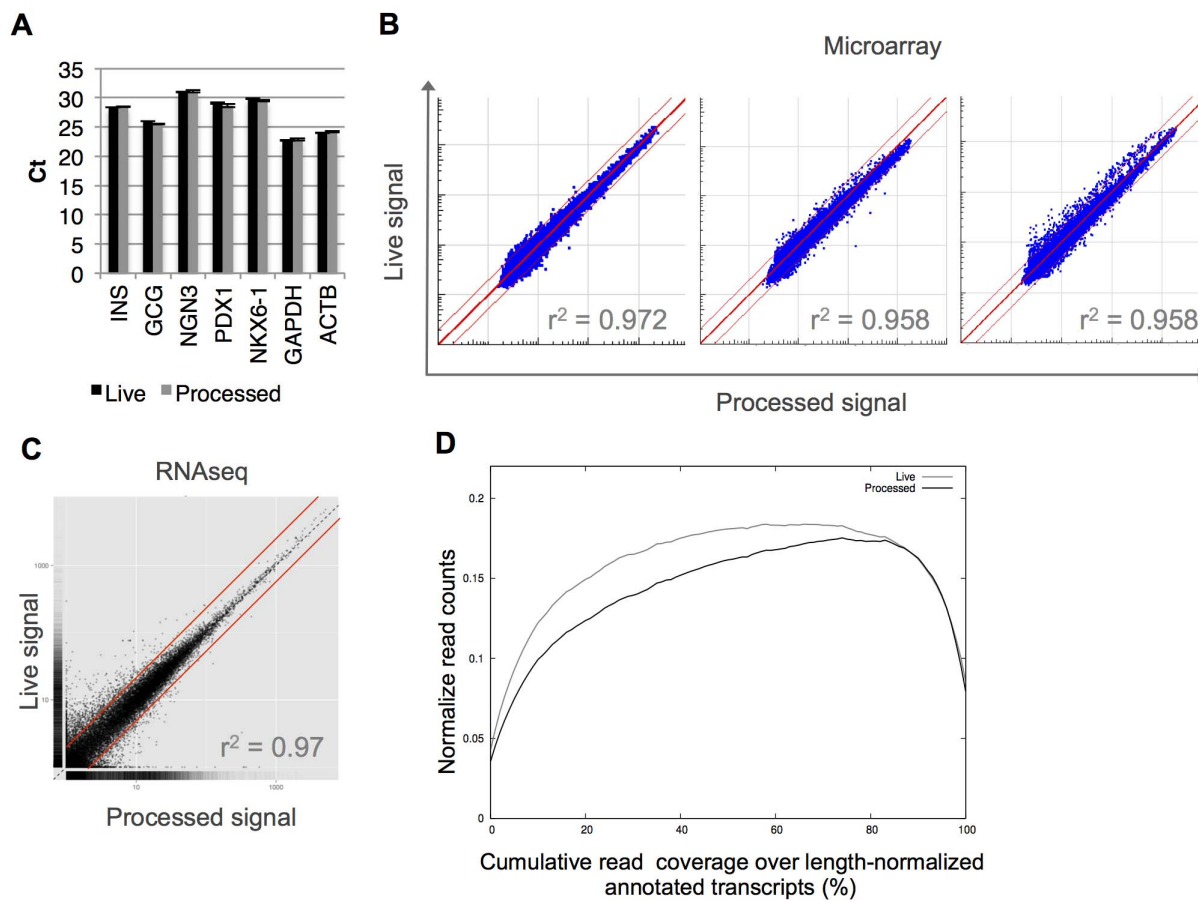 A
35
30
25
20
15
10
5
0
Ct
INS
GCG
NGN3
PDX1
NKX6-1
GAPDH
ACTB
Live
Processed
B
Microarray
Live signal
r² = 0.972
r² = 0.958
r² = 0.958
Processed signal
C
RNAseq
1000
10
Live signal
r² = 0.97
10
1000
Processed signal
D
Live
Processed
0.2
0.15
0.1
0.05
0
Normalize read counts
0
20
40
60
80
100
Cumulative read coverage over length-normalized
annotated transcripts (%)